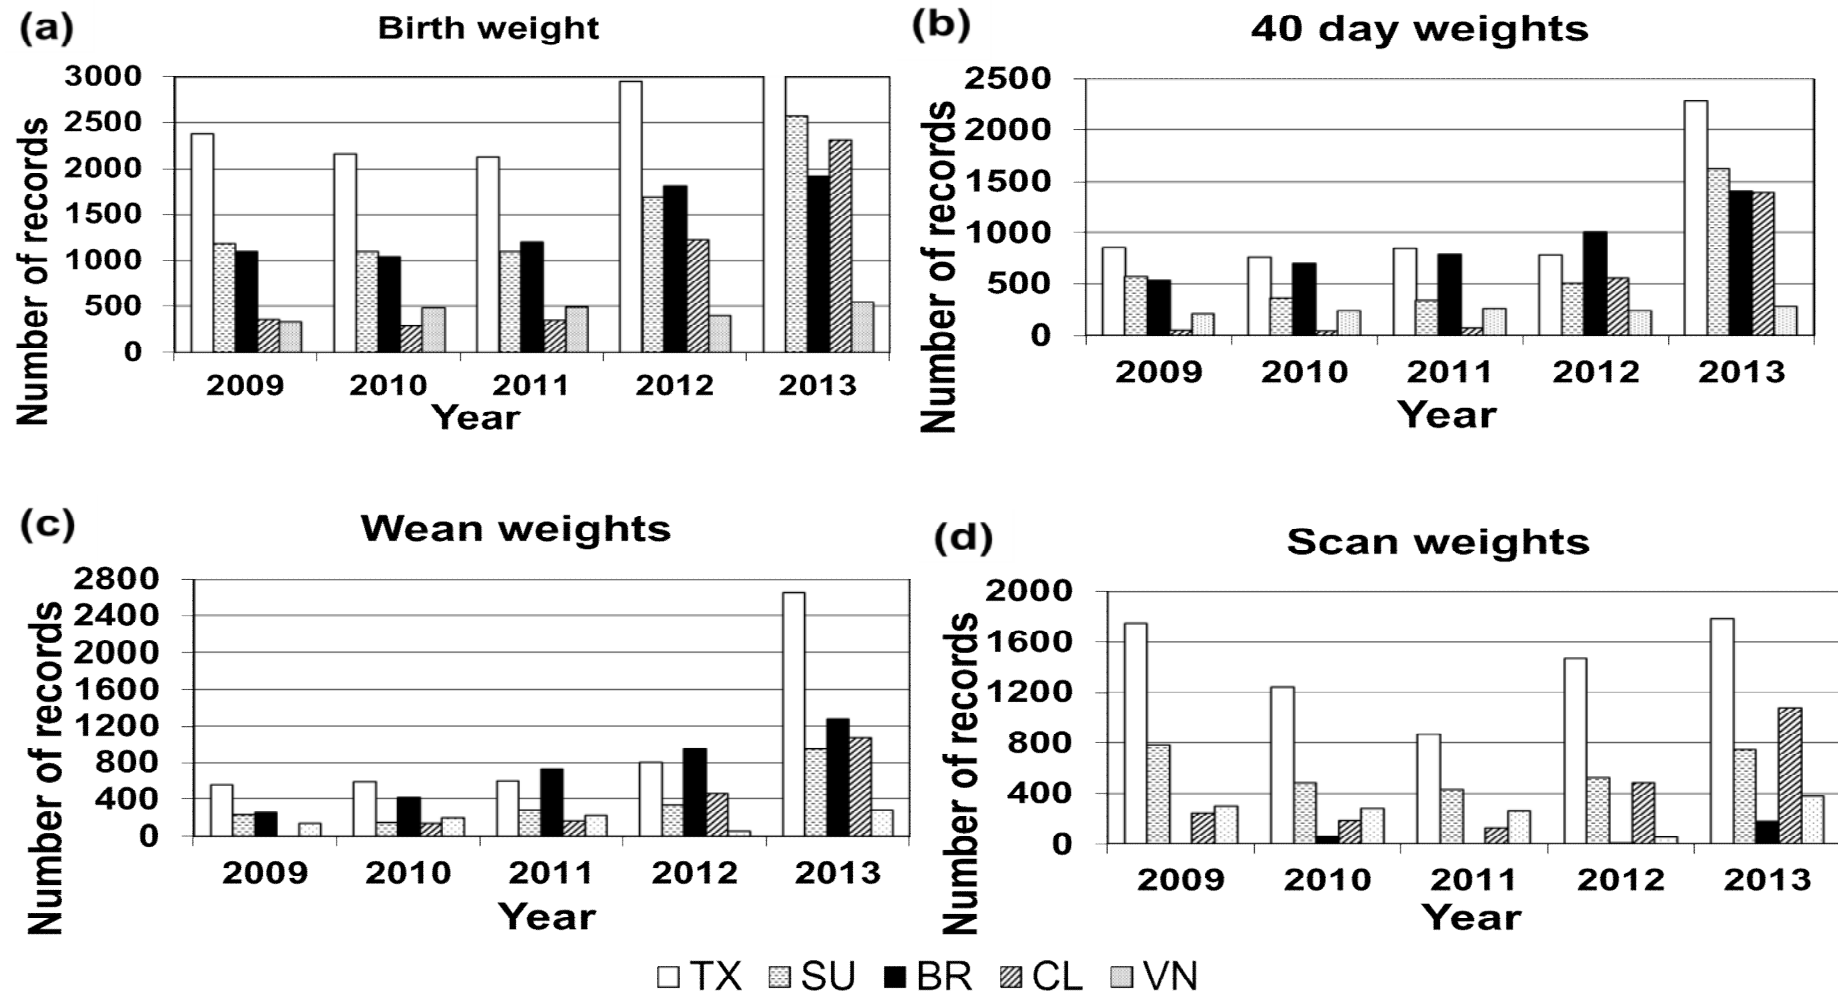 (a) Birth weight
3000
2500
2000
1500
1000
500
0
Number of records
2009 2010 2011 2012 2013
Year
(b) 40 day weights
2500
2000
1500
1000
500
0
Number of records
2009 2010 2011 2012 2013
Year
(c) Wean weights
2800
2400
2000
1600
1200
800
400
0
Number of records
2009 2010 2011 2012 2013
Year
(d) Scan weights
2000
1600
1200
800
400
0
Number of records
2009 2010 2011 2012 2013
Year
TX SU BR CL VN